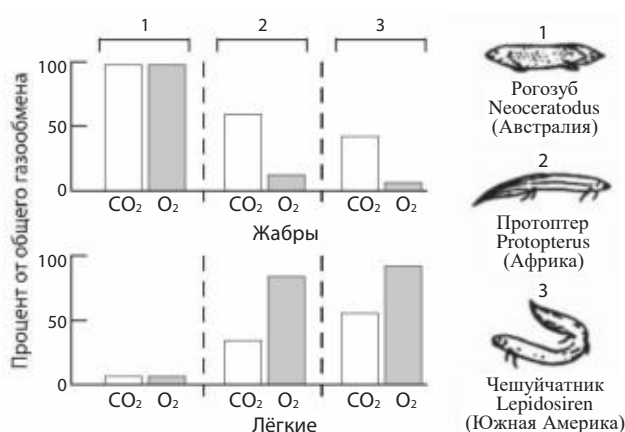 Процент от общего газообмена
1 2 3
100
50
0
CO₂ O₂ CO₂ O₂ CO₂ O₂
Жабры
100
50
0
CO₂ O₂ CO₂ O₂ CO₂ O₂
Лёгкие
1
Рогозуб
Neoceratodus
(Австралия)
2
Протоптер
Protopterus
(Африка)
3
Чешуйчатник
Lepidosiren
(Южная Америка)